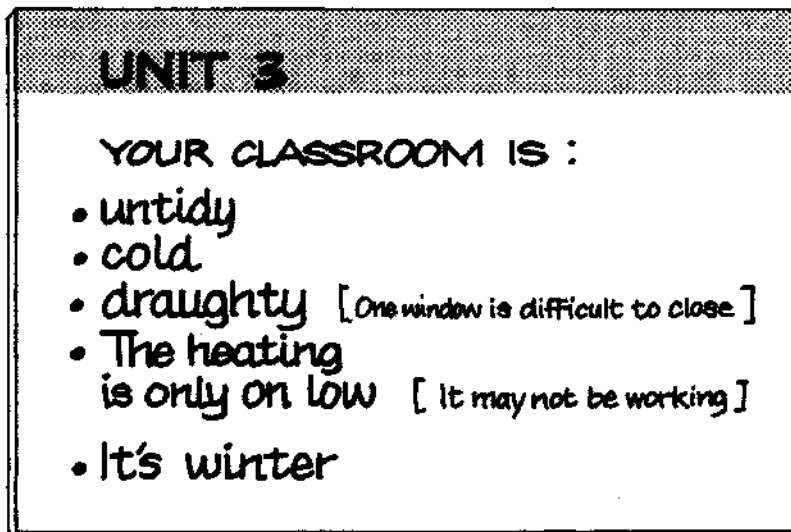 UNIT 3
YOUR CLASSROOM IS :
• untidy
• cold
• draughty [One window is difficult to close]
• The heating
is only on low [It may not be working]
• It's winter